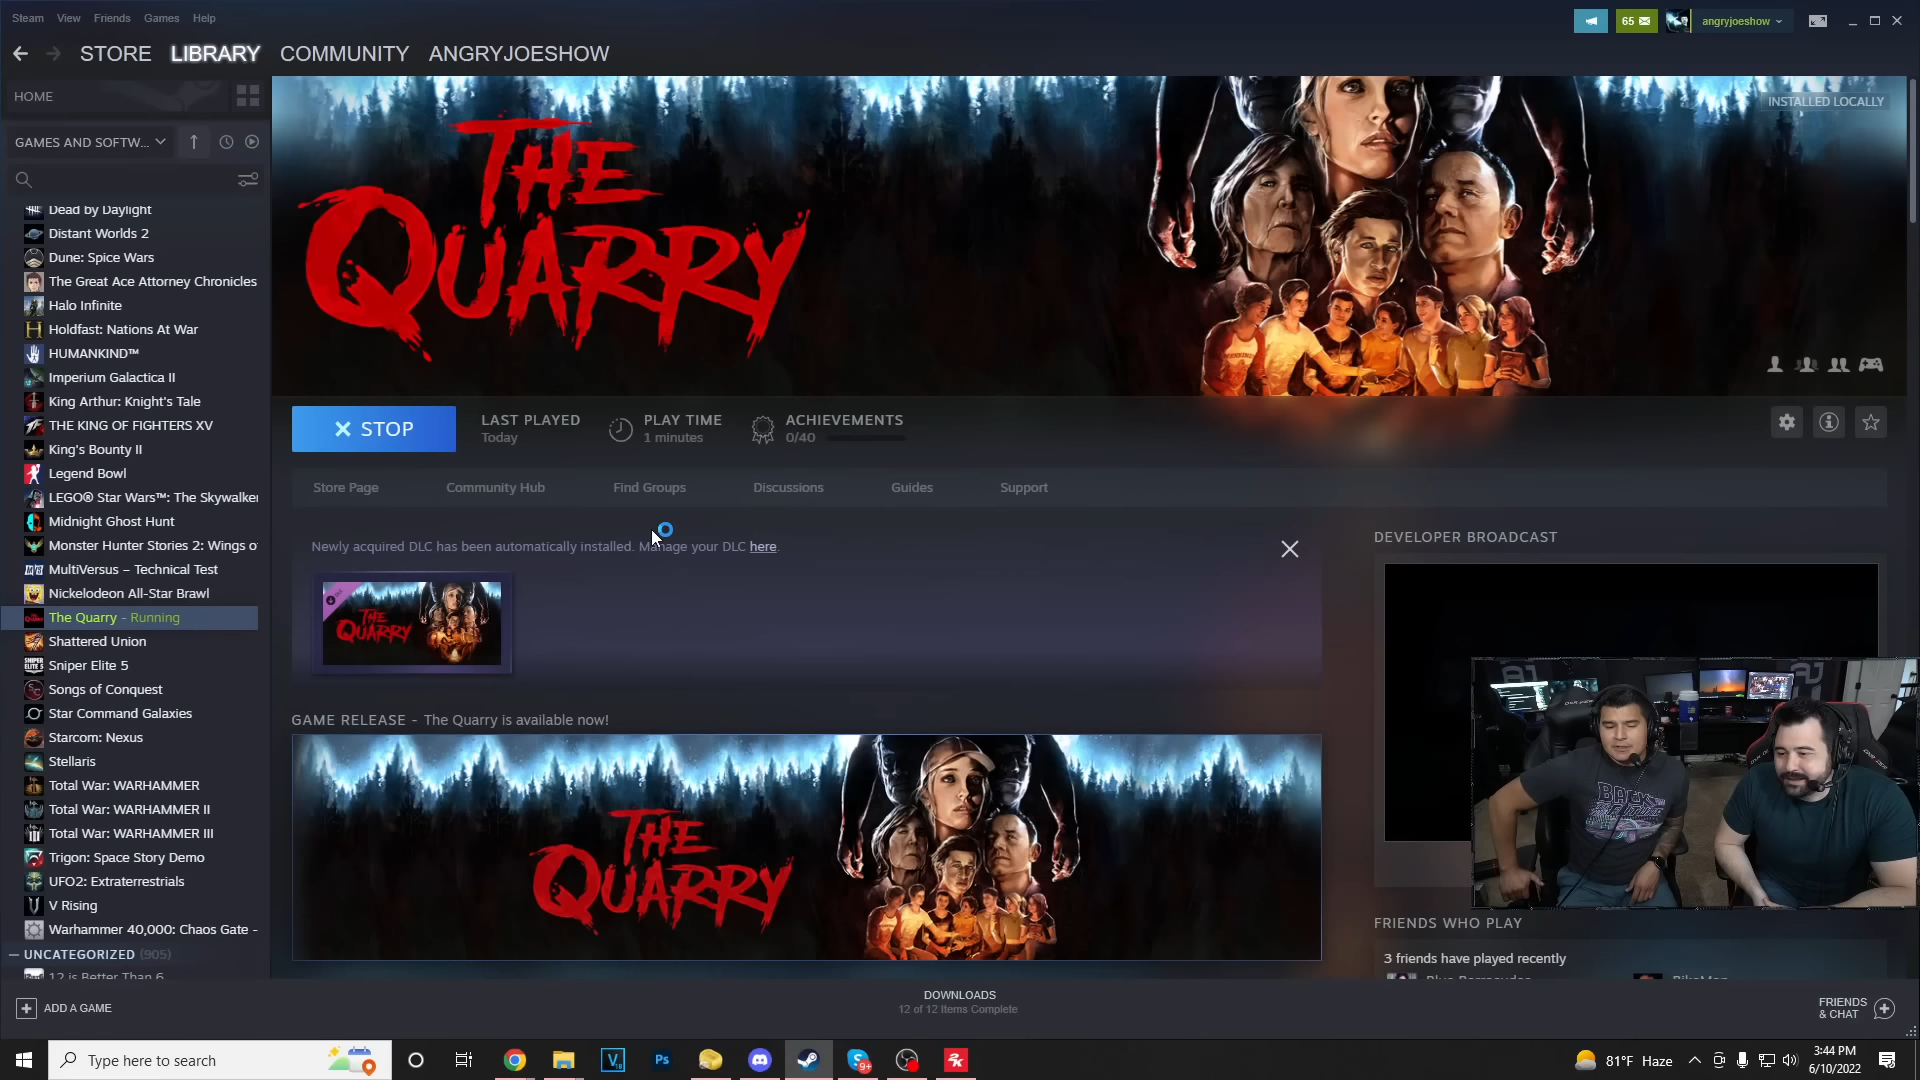 Steam View Friends Games Help
65
angryjoeshow
STORE LIBRARY COMMUNITY ANGRYJOESHOW
HOME
INSTALLED LOCALLY
GAMES AND SOFTW...
THE
QUARRY
Dead by Daylight
Distant Worlds 2
Dune: Spice Wars
The Great Ace Attorney Chronicles
Halo Infinite
Holdfast: Nations At War
HUMANKIND™
Imperium Galactica II
King Arthur: Knight's Tale
THE KING OF FIGHTERS XV
King's Bounty II
Legend Bowl
LEGO® Star Wars™: The Skywalker
Midnight Ghost Hunt
Monster Hunter Stories 2: Wings o
MultiVersus – Technical Test
Nickelodeon All-Star Brawl
The Quarry - Running
Shattered Union
Sniper Elite 5
Songs of Conquest
Star Command Galaxies
Starcom: Nexus
Stellaris
Total War: WARHAMMER
Total War: WARHAMMER II
Total War: WARHAMMER III
Trigon: Space Story Demo
UFO2: Extraterrestrials
V Rising
Warhammer 40,000: Chaos Gate -
UNCATEGORIZED (905)
12 is Better Than 6
STOP
LAST PLAYED
Today
PLAY TIME
1 minutes
ACHIEVEMENTS
0/40
Store Page Community Hub Find Groups Discussions Guides Support
Newly acquired DLC has been automatically installed. Manage your DLC here.
THE
QUARRY
GAME RELEASE - The Quarry is available now!
THE
QUARRY
DEVELOPER BROADCAST
FRIENDS WHO PLAY
3 friends have played recently
ADD A GAME
DOWNLOADS
12 of 12 Items Complete
FRIENDS
& CHAT
Type here to search
81°F Haze
3:44 PM
6/10/2022